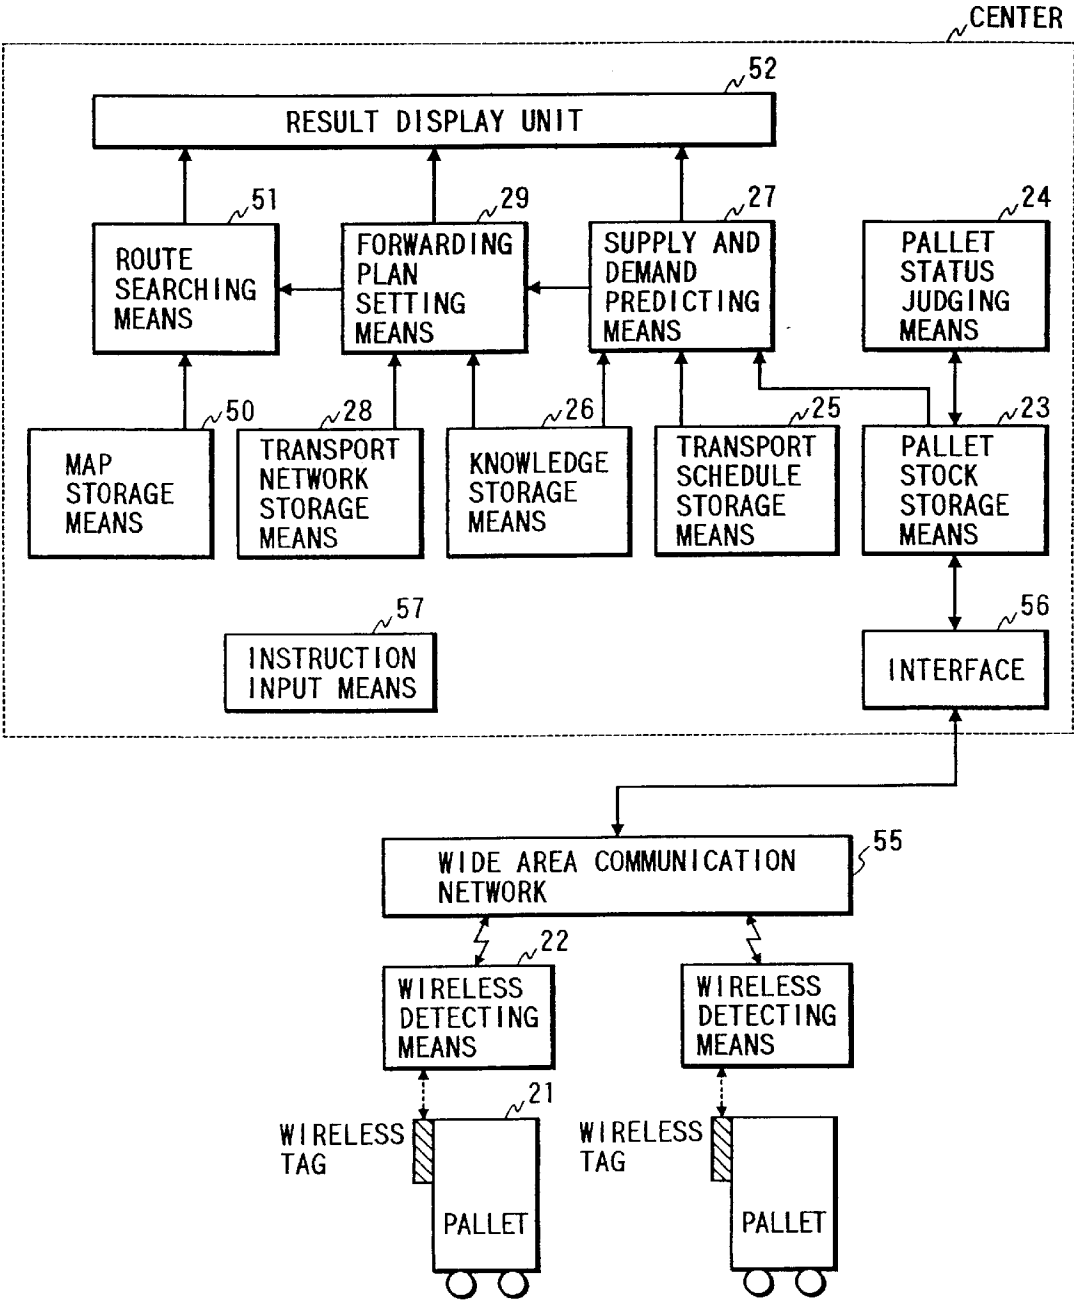 CENTER
52
RESULT DISPLAY UNIT
51
ROUTE
SEARCHING
MEANS
29
FORWARDING
PLAN
SETTING
MEANS
27
SUPPLY AND
DEMAND
PREDICTING
MEANS
24
PALLET
STATUS
JUDGING
MEANS
50
MAP
STORAGE
MEANS
28
TRANSPORT
NETWORK
STORAGE
MEANS
26
KNOWLEDGE
STORAGE
MEANS
25
TRANSPORT
SCHEDULE
STORAGE
MEANS
23
PALLET
STOCK
STORAGE
MEANS
57
INSTRUCTION
INPUT MEANS
56
INTERFACE
55
WIDE AREA COMMUNICATION
NETWORK
22
WIRELESS
DETECTING
MEANS
WIRELESS
DETECTING
MEANS
21
WIRELESS
TAG
PALLET
WIRELESS
TAG
PALLET